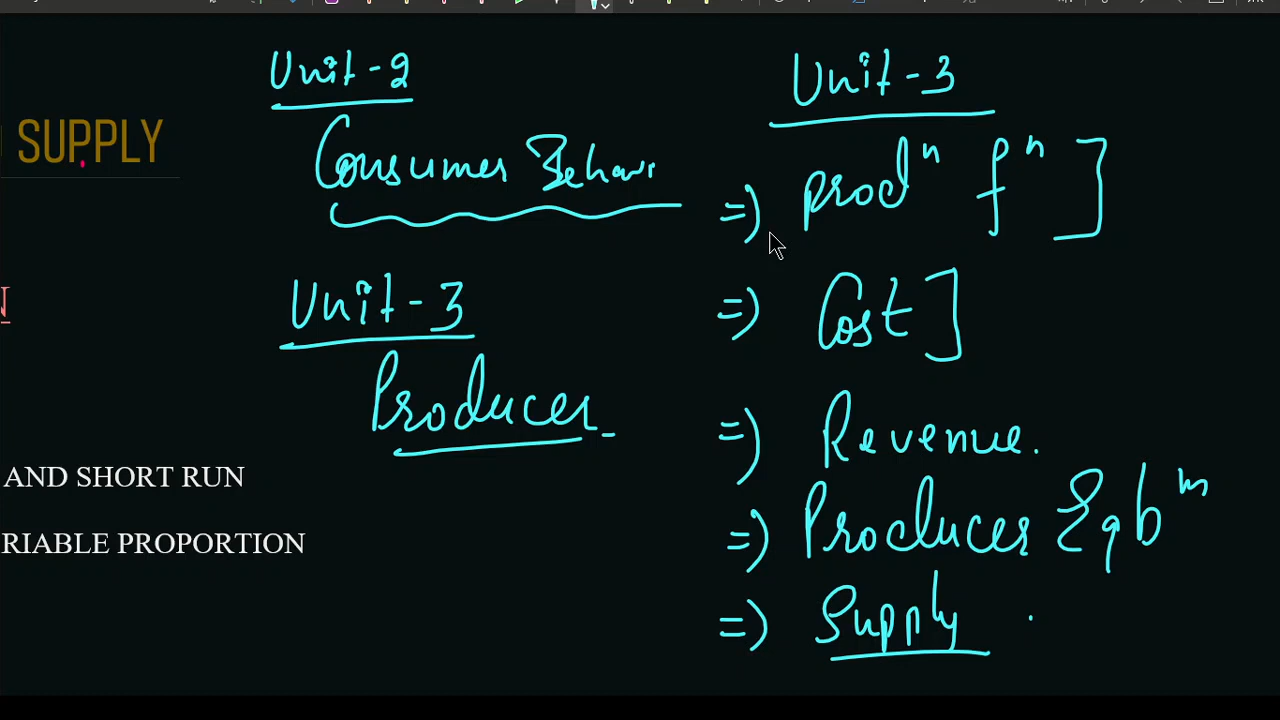 Unit-2
Consumer Behavi
Unit-3
Producer
SUPPLY
N
AND SHORT RUN
RIABLE PROPORTION
Unit-3
=> prodⁿ fⁿ ]
=> Cost ]
=> Revenue.
=> Producer Eqbᵐ
=> Supply